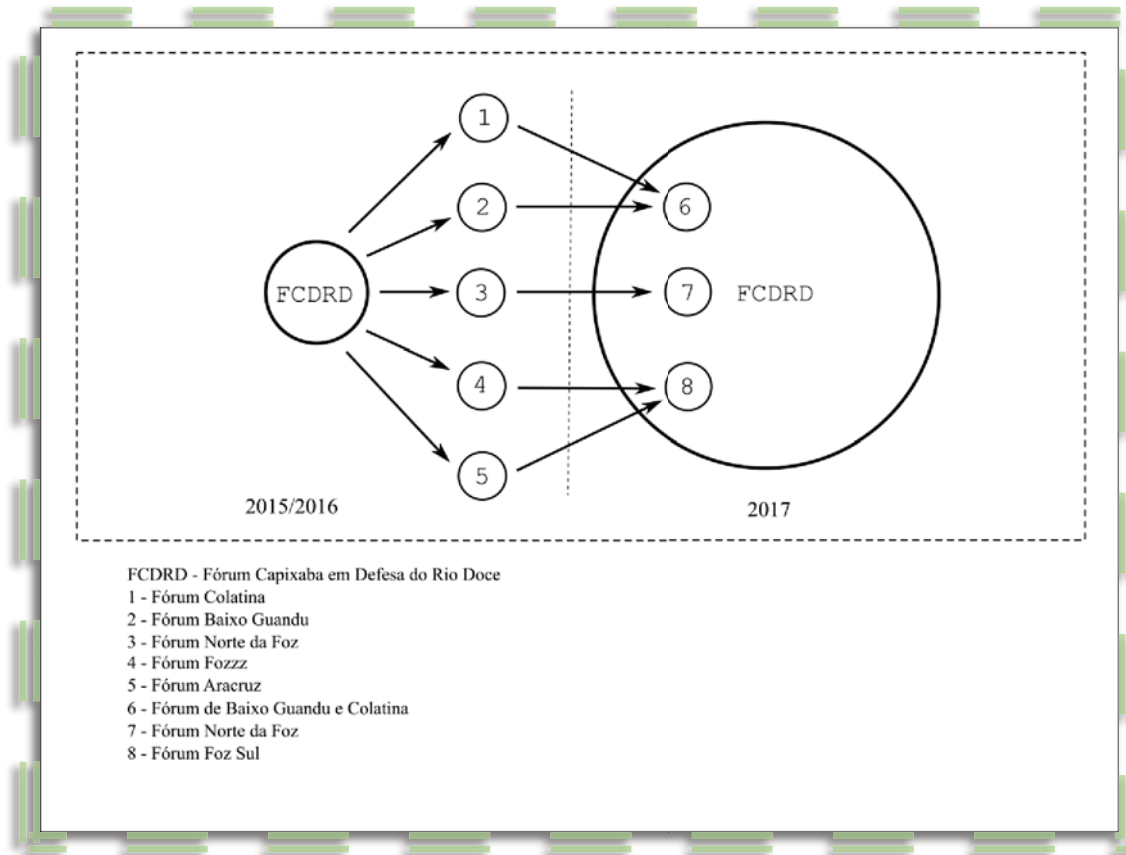 1
2
6
FCDRD
3
7
FCDRD
4
8
5
2015/2016
2017
FCDRD - Fórum Capixaba em Defesa do Rio Doce
1 - Fórum Colatina
2 - Fórum Baixo Guandu
3 - Fórum Norte da Foz
4 - Fórum Fozzz
5 - Fórum Aracruz
6 - Fórum de Baixo Guandu e Colatina
7 - Fórum Norte da Foz
8 - Fórum Foz Sul